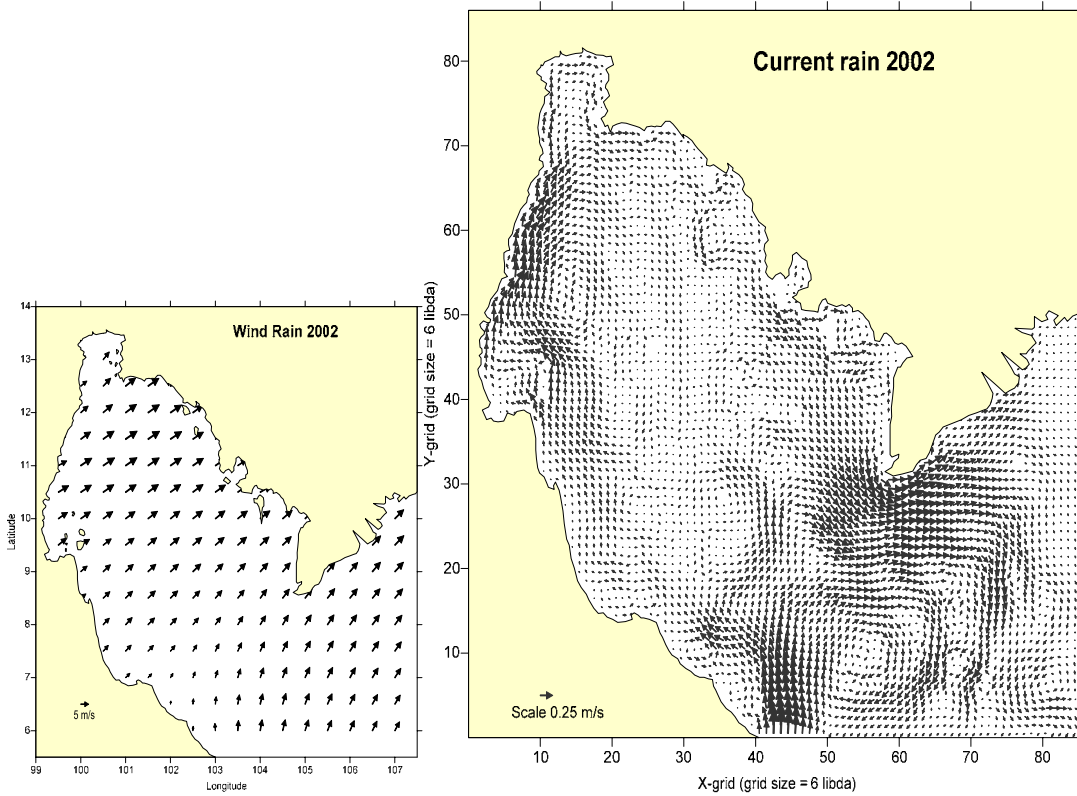 Wind Rain 2002
14
13
12
11
10
9
8
7
6
Latitude
5 m/s
99 100 101 102 103 104 105 106 107
Longitude
Current rain 2002
80
70
60
50
40
30
20
10
Y-grid (grid size = 6 libda)
Scale 0.25 m/s
10 20 30 40 50 60 70 80
X-grid (grid size = 6 libda)